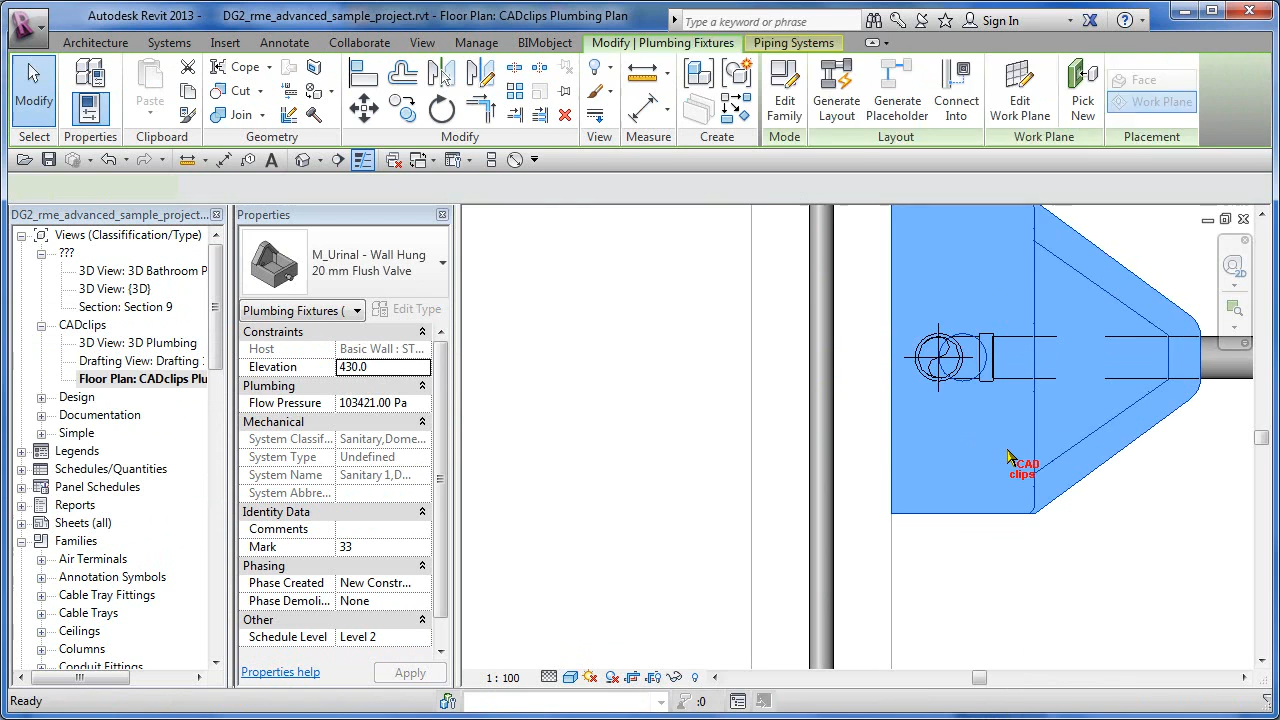 Autodesk Revit 2013 - DG2_rme_advanced_sample_project.rvt - Floor Plan: CADclips Plumbing Plan
Type a keyword or phrase
Sign In
Architecture Systems Insert Annotate Collaborate View Manage BIMobject Modify | Plumbing Fixtures Piping Systems
Cope
Face
Cut
Modify Paste Edit Family Generate Layout Generate Placeholder Connect Into Edit Work Plane Pick New
Work Plane
Join
Select Properties Clipboard Geometry Modify View Measure Create Mode Layout Work Plane Placement
DG2_rme_advanced_sample_project...
Views (Classifification/Type)
???
3D View: 3D Bathroom P
3D View: {3D}
Section: Section 9
CADclips
3D View: 3D Plumbing
Drafting View: Drafting
Floor Plan: CADclips Plu
Design
Documentation
Simple
Legends
Schedules/Quantities
Panel Schedules
Reports
Sheets (all)
Families
Air Terminals
Annotation Symbols
Cable Tray Fittings
Cable Trays
Ceilings
Columns
Conduit Fittings
Properties
M_Urinal - Wall Hung
20 mm Flush Valve
Plumbing Fixtures ( Edit Type
Constraints
Host Basic Wall : ST...
Elevation 430.0
Plumbing
Flow Pressure 103421.00 Pa
Mechanical
System Classif... Sanitary,Dome...
System Type Undefined
System Name Sanitary 1,D...
System Abbre...
Identity Data
Comments
Mark 33
Phasing
Phase Created New Constr...
Phase Demoli... None
Other
Schedule Level Level 2
Properties help Apply
CAD
clips
2D
1 : 100
Ready
:0